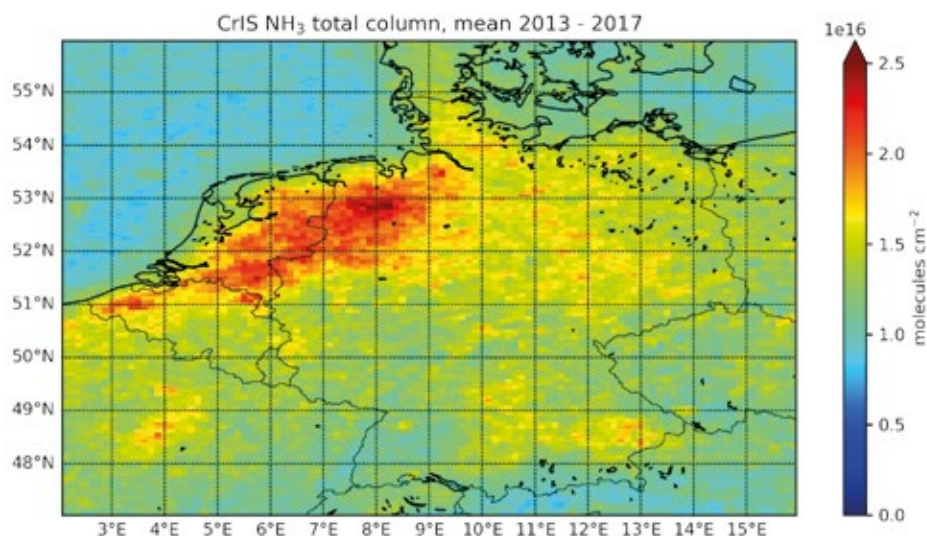 CrIS NH₃ total column, mean 2013 - 2017
1e16
55°N
54°N
53°N
52°N
51°N
50°N
49°N
48°N
3°E 4°E 5°E 6°E 7°E 8°E 9°E 10°E 11°E 12°E 13°E 14°E 15°E
2.5
2.0
1.5
1.0
0.5
0.0
molecules cm⁻²